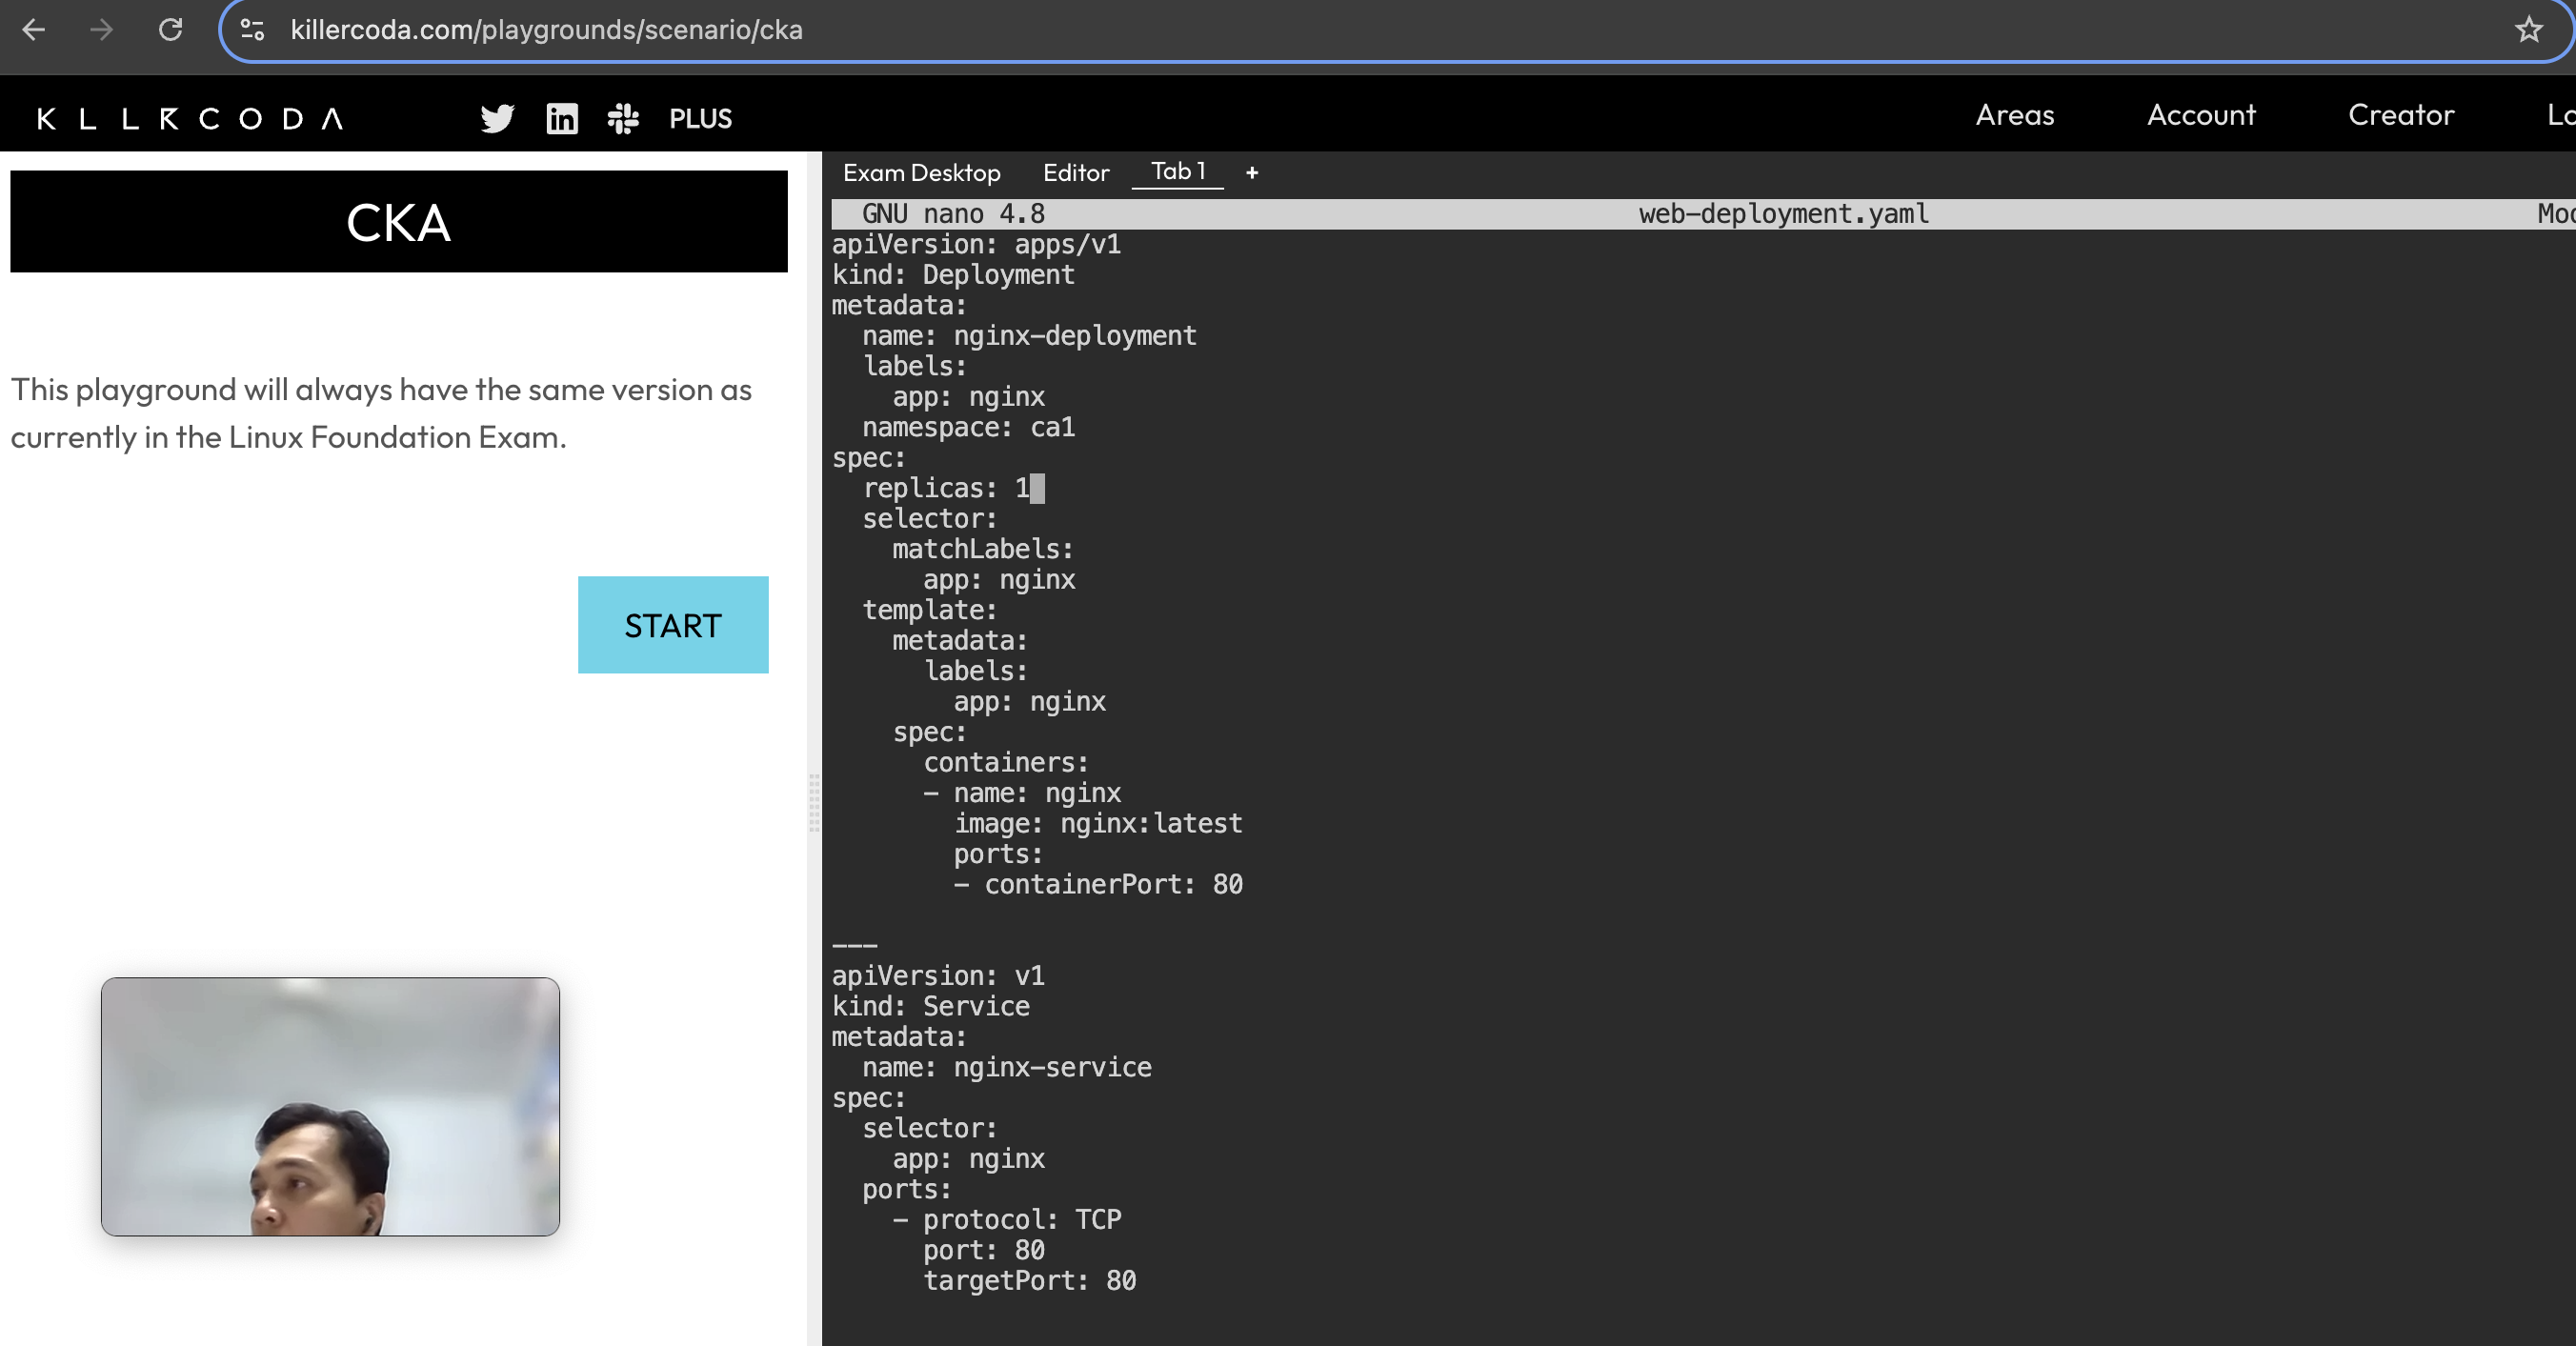 killercoda.com/playgrounds/scenario/cka
KILLERCODA PLUS Areas Account Creator
Exam Desktop Editor Tab 1 +
CKA
This playground will always have the same version as
currently in the Linux Foundation Exam.
START
GNU nano 4.8 web-deployment.yaml
apiVersion: apps/v1
kind: Deployment
metadata:
  name: nginx-deployment
  labels:
    app: nginx
  namespace: ca1
spec:
  replicas: 1
  selector:
    matchLabels:
      app: nginx
  template:
    metadata:
      labels:
        app: nginx
    spec:
      containers:
      - name: nginx
        image: nginx:latest
        ports:
        - containerPort: 80
---
apiVersion: v1
kind: Service
metadata:
  name: nginx-service
spec:
  selector:
    app: nginx
  ports:
    - protocol: TCP
      port: 80
      targetPort: 80